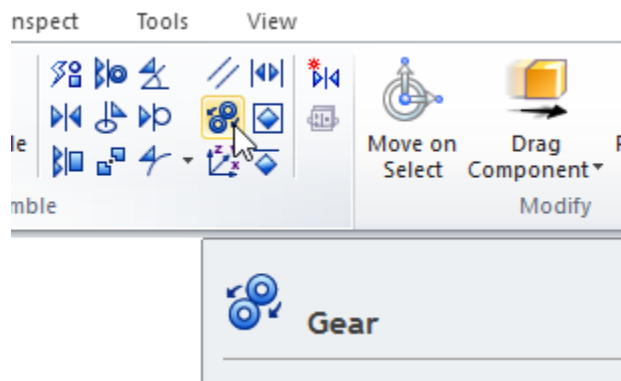 nspect Tools View
le
Move on
Select
Drag
Component
mble
Modify
Gear